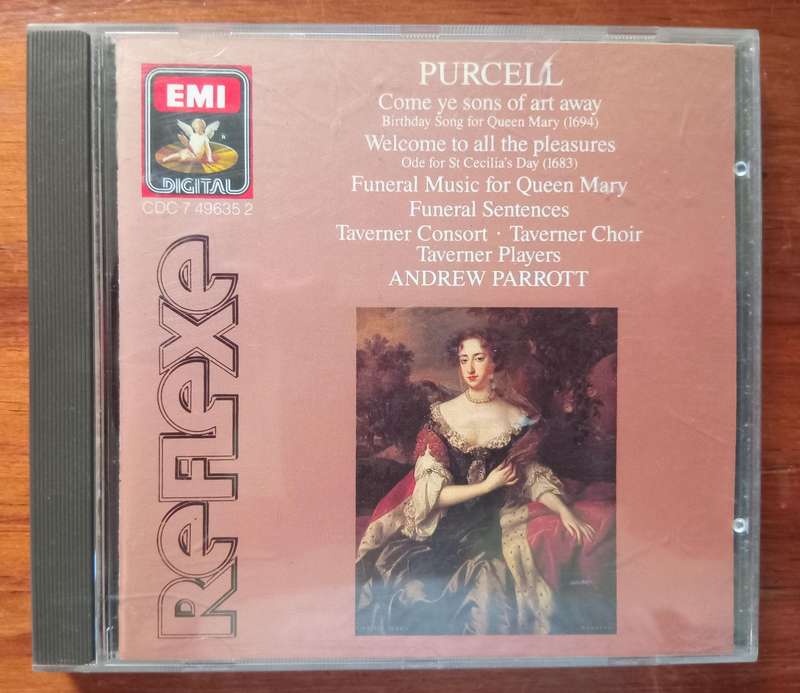 EMI
DIGITAL
CDC 7 49635 2
REFLEXE
PURCELL
Come ye sons of art away
Birthday Song for Queen Mary (1694)
Welcome to all the pleasures
Ode for St Cecilia's Day (1683)
Funeral Music for Queen Mary
Funeral Sentences
Taverner Consort · Taverner Choir
Taverner Players
ANDREW PARROTT